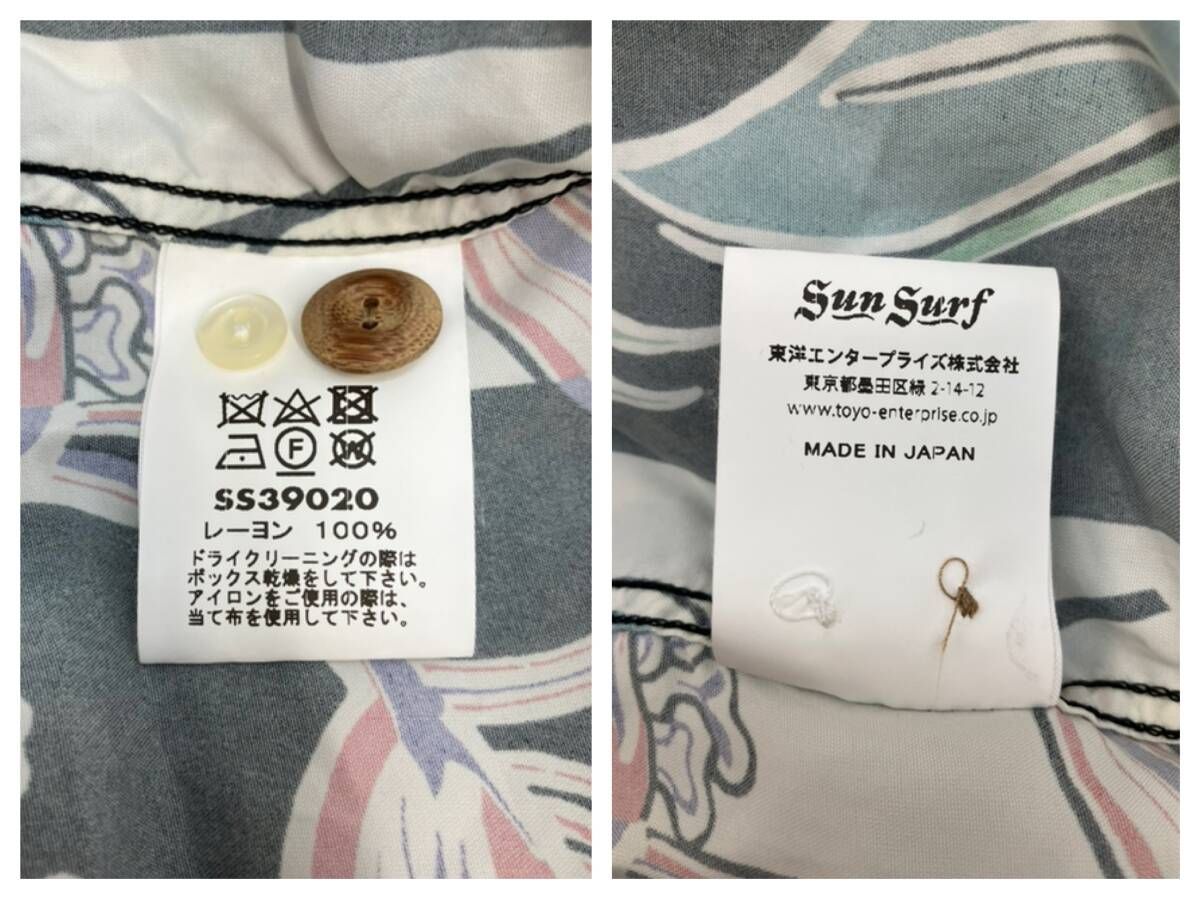 F
W
SS39020
レーヨン 100%
ドライクリーニングの際は
ボックス乾燥をして下さい。
アイロンをご使用の際は、
当て布を使用して下さい。
Sun Surf
東洋エンタープライズ株式会社
東京都墨田区緑 2-14-12
www.toyo-enterprise.co.jp
MADE IN JAPAN